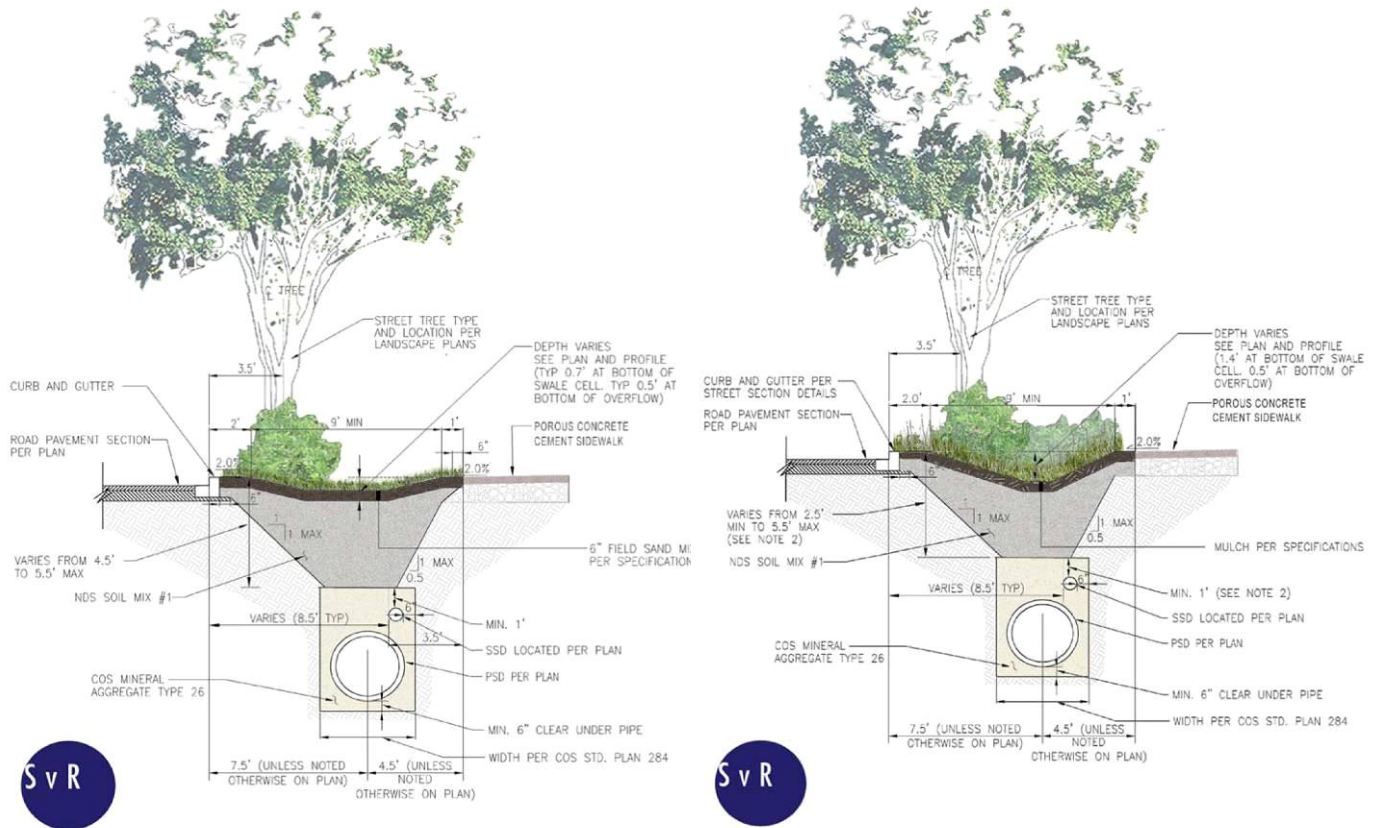 ℄ TREE
STREET TREE TYPE
AND LOCATION PER
LANDSCAPE PLANS
3.5'
DEPTH VARIES
SEE PLAN AND PROFILE
(TYP 0.7' AT BOTTOM OF
SWALE CELL. TYP 0.5' AT
BOTTOM OF OVERFLOW)
CURB AND GUTTER
2'
9' MIN
1'
POROUS CONCRETE
CEMENT SIDEWALK
ROAD PAVEMENT SECTION
PER PLAN
6"
2.0%
2.0%
6"
1
1 MAX
VARIES FROM 4.5'
TO 5.5' MAX
1 MAX
0.5
6" FIELD SAND MI
PER SPECIFICATION
NDS SOIL MIX #1
VARIES (8.5' TYP)
6"
MIN. 1'
3.5'
SSD LOCATED PER PLAN
PSD PER PLAN
COS MINERAL
AGGREGATE TYPE 26
MIN. 6" CLEAR UNDER PIPE
WIDTH PER COS STD. PLAN 284
7.5' (UNLESS NOTED
OTHERWISE ON PLAN)
4.5' (UNLESS
NOTED
OTHERWISE ON PLAN)
SvR
℄ TREE
STREET TREE TYPE
AND LOCATION PER
LANDSCAPE PLANS
3.5'
DEPTH VARIES
SEE PLAN AND PROFILE
(1.4' AT BOTTOM OF SWALE
CELL. 0.5' AT BOTTOM OF
OVERFLOW)
CURB AND GUTTER PER
STREET SECTION DETAILS
2.0'
9' MIN
1'
POROUS CONCRETE
CEMENT SIDEWALK
ROAD PAVEMENT SECTION
PER PLAN
2.0%
6"
1
1 MAX
VARIES FROM 2.5'
MIN TO 5.5' MAX
(SEE NOTE 2)
1 MAX
0.5
MULCH PER SPECIFICATIONS
NDS SOIL MIX #1
VARIES (8.5' TYP)
6"
MIN. 1' (SEE NOTE 2)
SSD LOCATED PER PLAN
PSD PER PLAN
COS MINERAL
AGGREGATE TYPE 26
MIN. 6" CLEAR UNDER PIPE
WIDTH PER COS STD. PLAN 284
7.5' (UNLESS NOTED
OTHERWISE ON PLAN)
4.5' (UNLESS
NOTED
OTHERWISE ON PLAN)
SvR